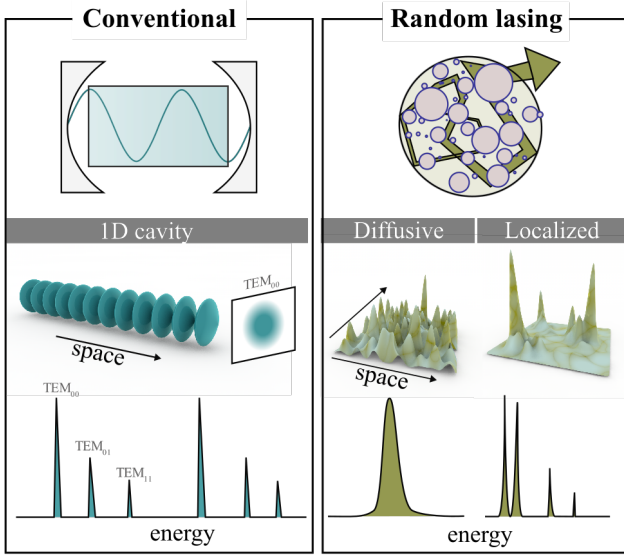 Conventional
1D cavity
TEM₀₀
space
TEM₀₀
TEM₀₁
TEM₁₁
energy
Random lasing
Diffusive
Localized
space
energy